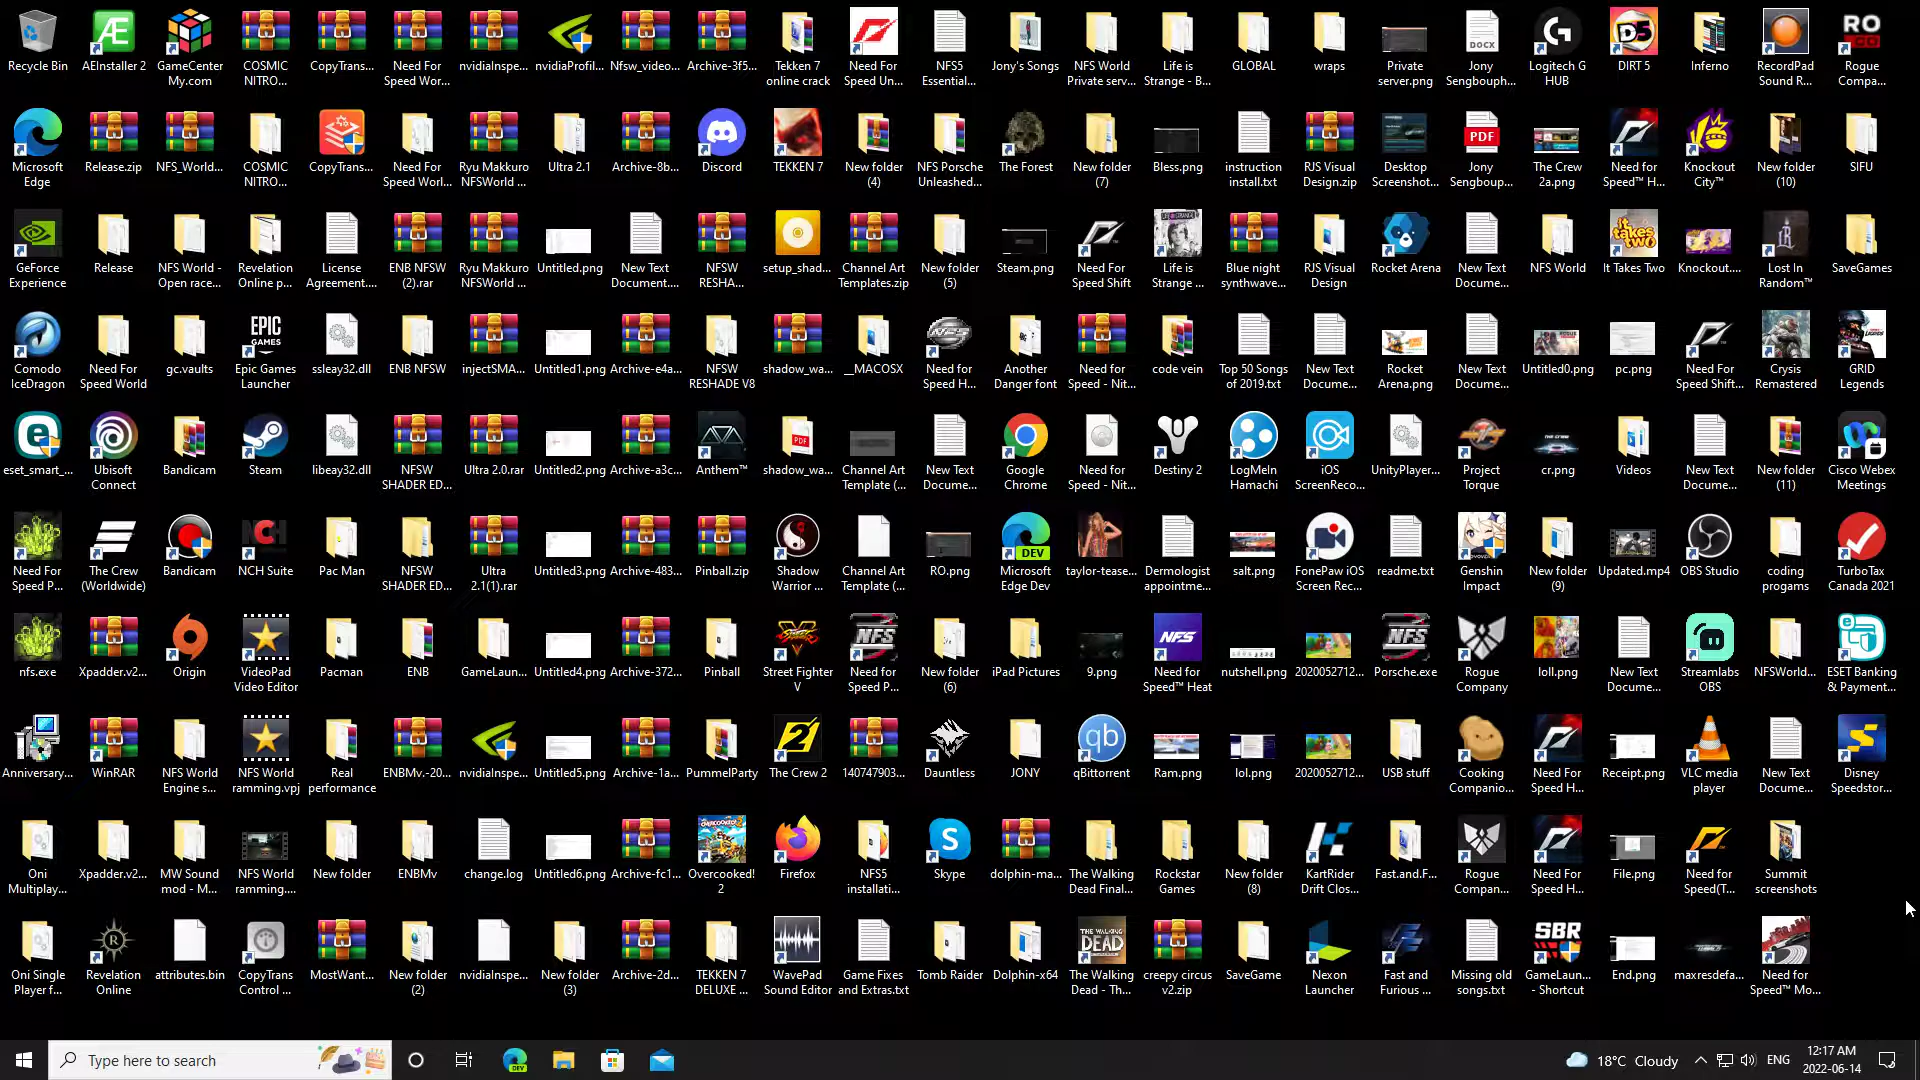 Recycle Bin
AEInstaller 2
GameCenter
My.com
COSMIC
NITRO...
CopyTrans...
Need For
Speed Wor...
nvidiaInspe...
nvidiaProfil...
Nfsw_video...
Archive-3f5...
Tekken 7
online crack
Need For
Speed Un...
NFS5
Essential...
Jony's Songs
NFS World
Private serv...
Life is
Strange - B...
GLOBAL
wraps
Private
server.png
Jony
Sengbouph...
Logitech G
HUB
DIRT 5
Inferno
RecordPad
Sound R...
Rogue
Compa...
Microsoft
Edge
Release.zip
NFS_World...
COSMIC
NITRO...
CopyTrans...
Need For
Speed Worl...
Ryu Makkuro
NFSWorld ...
Ultra 2.1
Archive-8b...
Discord
TEKKEN 7
New folder
(4)
NFS Porsche
Unleashed...
The Forest
New folder
(7)
Bless.png
instruction
install.txt
RJS Visual
Design.zip
Desktop
Screenshot...
Jony
Sengboup...
The Crew
2a.png
Need for
Speed™ H...
Knockout
City™
New folder
(10)
SIFU
GeForce
Experience
Release
NFS World -
Open race...
Revelation
Online p...
License
Agreement....
ENB NFSW
(2).rar
Ryu Makkuro
NFSWorld ...
Untitled.png
New Text
Document....
NFSW
RESHA...
setup_shad...
Channel Art
Templates.zip
New folder
(5)
Steam.png
Need For
Speed Shift
Life is
Strange ...
Blue night
synthwave...
RJS Visual
Design
Rocket Arena
New Text
Docume...
NFS World
It Takes Two
Knockout....
Lost In
Random™
SaveGames
Comodo
IceDragon
Need For
Speed World
gc.vaults
Epic Games
Launcher
ssleay32.dll
ENB NFSW
injectSMA...
Untitled1.png
Archive-e4a...
NFSW
RESHADE V8
shadow_wa...
__MACOSX
Need for
Speed H...
Another
Danger font
Need for
Speed - Nit...
code vein
Top 50 Songs
of 2019.txt
New Text
Docume...
Rocket
Arena.png
New Text
Docume...
Untitled0.png
pc.png
Need For
Speed Shift...
Crysis
Remastered
GRID
Legends
eset_smart_...
Ubisoft
Connect
Bandicam
Steam
libeay32.dll
NFSW
SHADER ED...
Ultra 2.0.rar
Untitled2.png
Archive-a3c...
Anthem™
shadow_wa...
Channel Art
Template (...
New Text
Docume...
Google
Chrome
Need for
Speed - Nit...
Destiny 2
LogMeIn
Hamachi
iOS
ScreenReco...
UnityPlayer...
Project
Torque
cr.png
Videos
New Text
Docume...
New folder
(11)
Cisco Webex
Meetings
Need For
Speed P...
The Crew
(Worldwide)
Bandicam
NCH Suite
Pac Man
NFSW
SHADER ED...
Ultra
2.1(1).rar
Untitled3.png
Archive-483...
Pinball.zip
Shadow
Warrior ...
Channel Art
Template (...
RO.png
Microsoft
Edge Dev
taylor-tease...
Dermologist
appointme...
salt.png
FonePaw iOS
Screen Rec...
readme.txt
Genshin
Impact
New folder
(9)
Updated.mp4
OBS Studio
coding
progams
TurboTax
Canada 2021
nfs.exe
Xpadder.v2...
Origin
VideoPad
Video Editor
Pacman
ENB
GameLaun...
Untitled4.png
Archive-372...
Pinball
Street Fighter
V
Need for
Speed P...
New folder
(6)
iPad Pictures
9.png
Need for
Speed™ Heat
nutshell.png
2020052712...
Porsche.exe
Rogue
Company
loll.png
New Text
Docume...
Streamlabs
OBS
NFSWorld...
ESET Banking
& Paymen­t...
Anniversary...
WinRAR
NFS World
Engine s...
NFS World
ramming.vpj
Real
performance
ENBMv.-20...
nvidiaInspe...
Untitled5.png
Archive-1a...
PummelParty
The Crew 2
140747903...
Dauntless
JONY
qBittorrent
Ram.png
lol.png
2020052712...
USB stuff
Cooking
Companio...
Need For
Speed H...
Receipt.png
VLC media
player
New Text
Docume...
Disney
Speedstor...
Oni
Multiplay...
Xpadder.v2...
MW Sound
mod - M...
NFS World
ramming....
New folder
ENBMv
change.log
Untitled6.png
Archive-fc1...
Overcooked!
2
Firefox
NFS5
installati...
Skype
dolphin-ma...
The Walking
Dead Final...
Rockstar
Games
New folder
(8)
KartRider
Drift Clos...
Fast.and.F...
Rogue
Compan...
Need For
Speed H...
File.png
Need for
Speed(T...
Summit
screenshots
Oni Single
Player f...
Revelation
Online
attributes.bin
CopyTrans
Control ...
MostWant...
New folder
(2)
nvidiaInspe...
New folder
(3)
Archive-2d...
TEKKEN 7
DELUXE ...
WavePad
Sound Editor
Game Fixes
and Extras.txt
Tomb Raider
Dolphin-x64
The Walking
Dead - Th...
creepy circus
v2.zip
SaveGame
Nexon
Launcher
Fast and
Furious ...
Missing old
songs.txt
GameLaun...
- Shortcut
End.png
maxresdefa...
Need for
Speed™ Mo...
Type here to search
18°C Cloudy
ENG
12:17 AM
2022-06-14